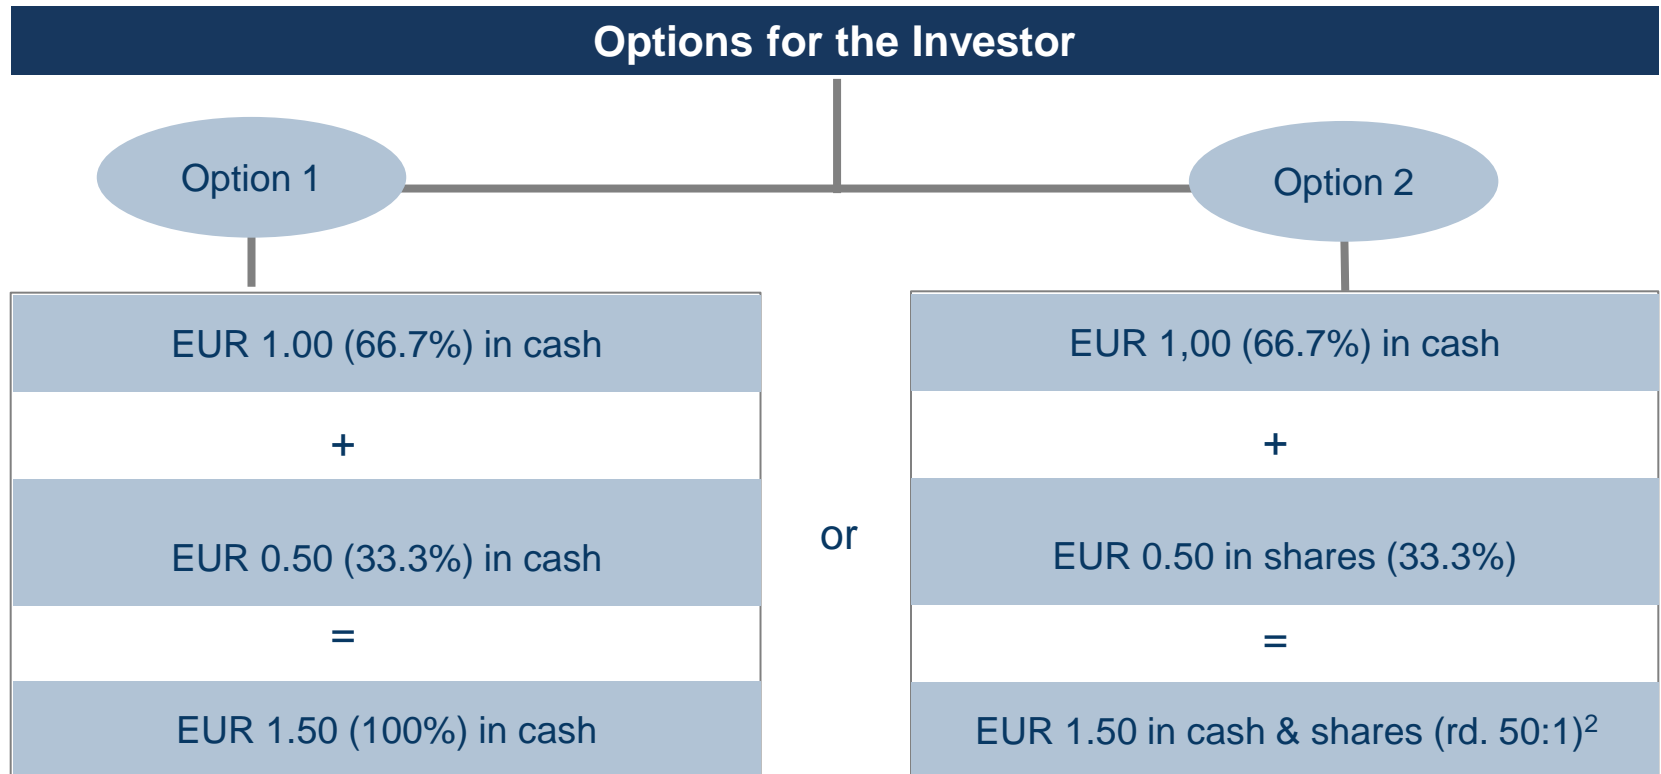 Options for the Investor
Option 1
Option 2
EUR 1.00 (66.7%) in cash
+
EUR 0.50 (33.3%) in cash
=
EUR 1.50 (100%) in cash
or
EUR 1,00 (66.7%) in cash
+
EUR 0.50 in shares (33.3%)
=
EUR 1.50 in cash & shares (rd. 50:1)²